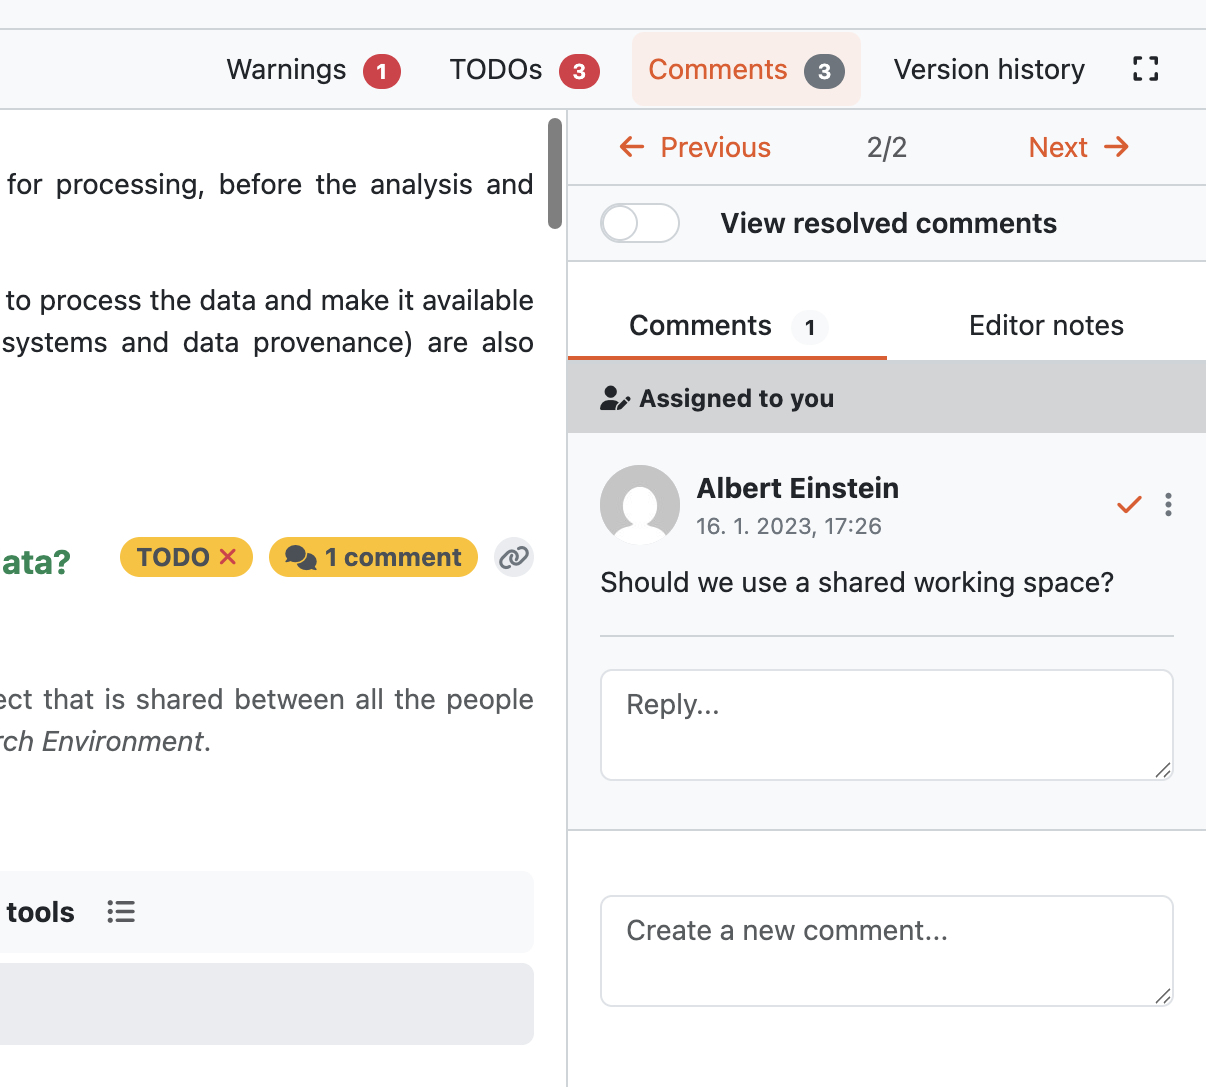 Warnings 1 TODOs 3 Comments 3 Version history
for processing, before the analysis and
to process the data and make it available
systems and data provenance) are also
ata? TODO 1 comment
ect that is shared between all the people
rch Environment.
tools
Previous 2/2 Next
View resolved comments
Comments 1 Editor notes
Assigned to you
Albert Einstein
16. 1. 2023, 17:26
Should we use a shared working space?
Reply...
Create a new comment...